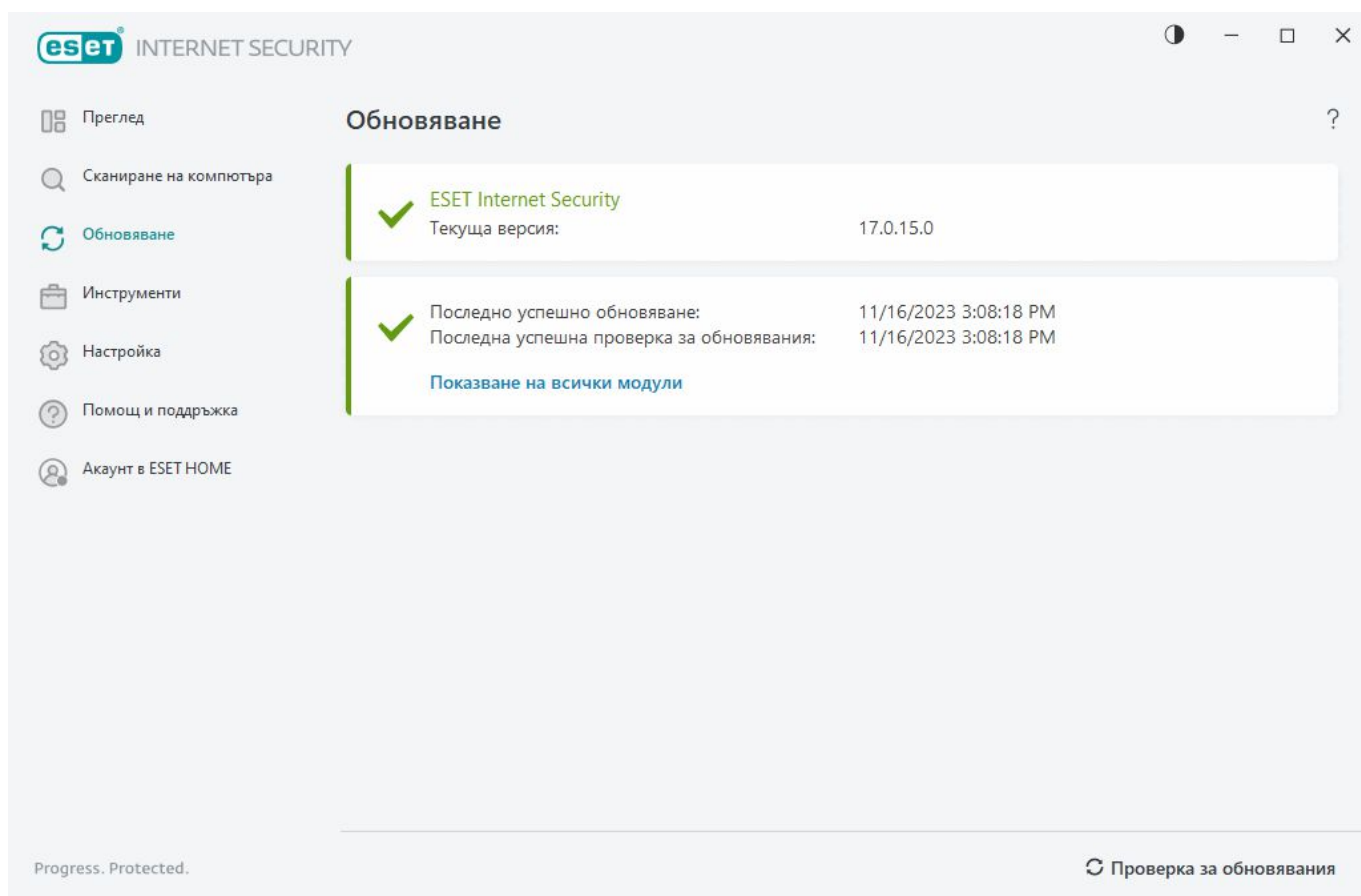 eset® INTERNET SECURITY
Преглед
Сканиране на компютъра
Обновяване
Инструменти
Настройка
Помощ и поддръжка
Акаунт в ESET HOME
Обновяване
?
ESET Internet Security
Текуща версия: 17.0.15.0
Последно успешно обновяване: 11/16/2023 3:08:18 PM
Последна успешна проверка за обновявания: 11/16/2023 3:08:18 PM
Показване на всички модули
Progress. Protected.
Проверка за обновявания